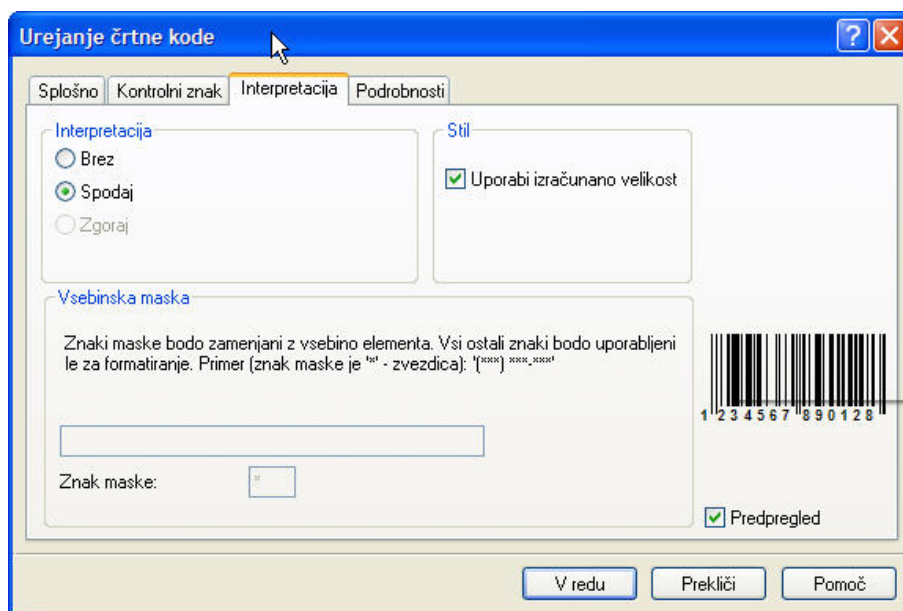 Urejanje črtne kode
Splošno Kontrolni znak Interpretacija Podrobnosti
Interpretacija
Brez
Spodaj
Zgoraj
Stil
Uporabi izračunano velikost
Vsebinska maska
Znaki maske bodo zamenjani z vsebino elementa. Vsi ostali znaki bodo uporabljeni
le za formatiranje. Primer (znak maske je '*' - zvezdica): '(***) ***-***'
Znak maske: *
1 234567 890128
Predpregled
V redu Prekliči Pomoč